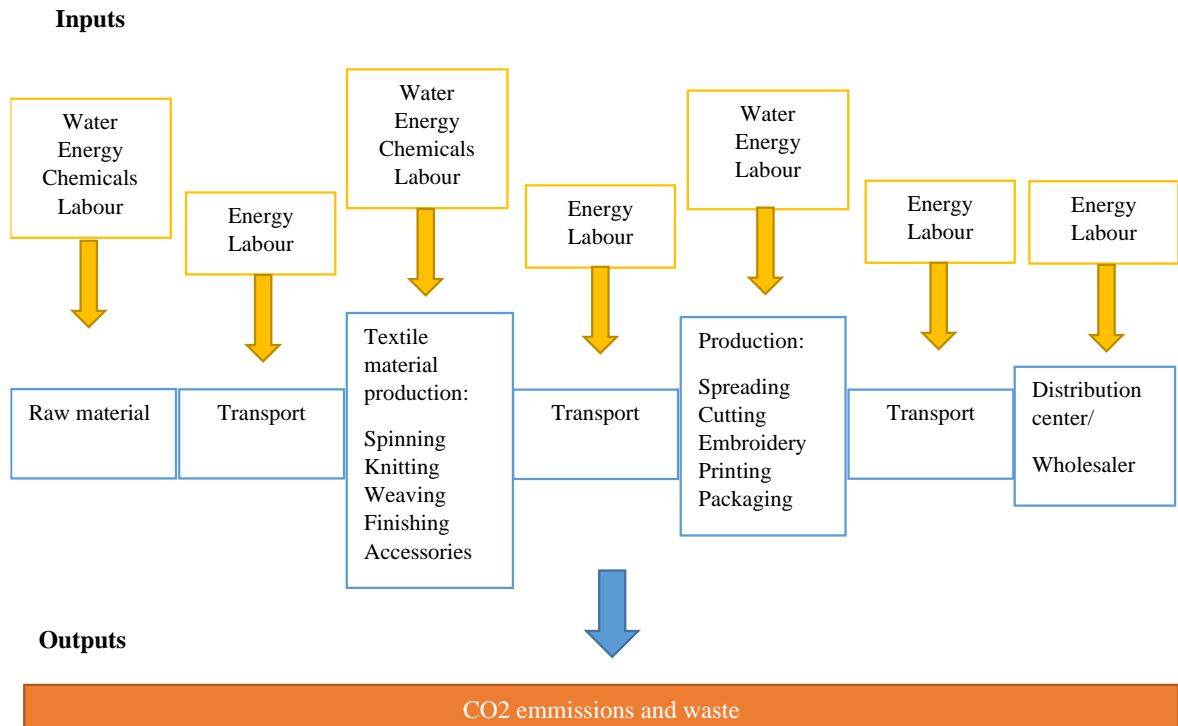 Inputs
Water
Energy
Chemicals
Labour
Energy
Labour
Water
Energy
Chemicals
Labour
Energy
Labour
Water
Energy
Labour
Energy
Labour
Energy
Labour
Raw material
Transport
Textile
material
production:
Spinning
Knitting
Weaving
Finishing
Accessories
Transport
Production:
Spreading
Cutting
Embroidery
Printing
Packaging
Transport
Distribution
center/
Wholesaler
Outputs
CO2 emmissions and waste